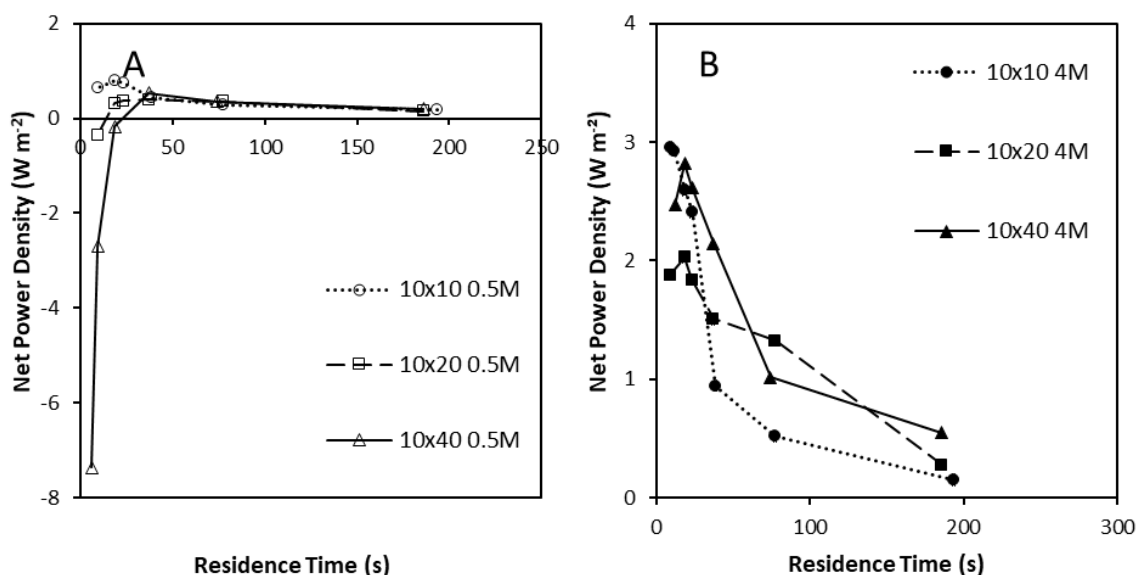 A
Net Power Density (W m⁻²)
2
0
-2
-4
-6
-8
0
50
100
150
200
250
10x10 0.5M
10x20 0.5M
10x40 0.5M
Residence Time (s)
B
Net Power Density (W m⁻²)
4
3
2
1
0
0
100
200
300
10x10 4M
10x20 4M
10x40 4M
Residence Time (s)